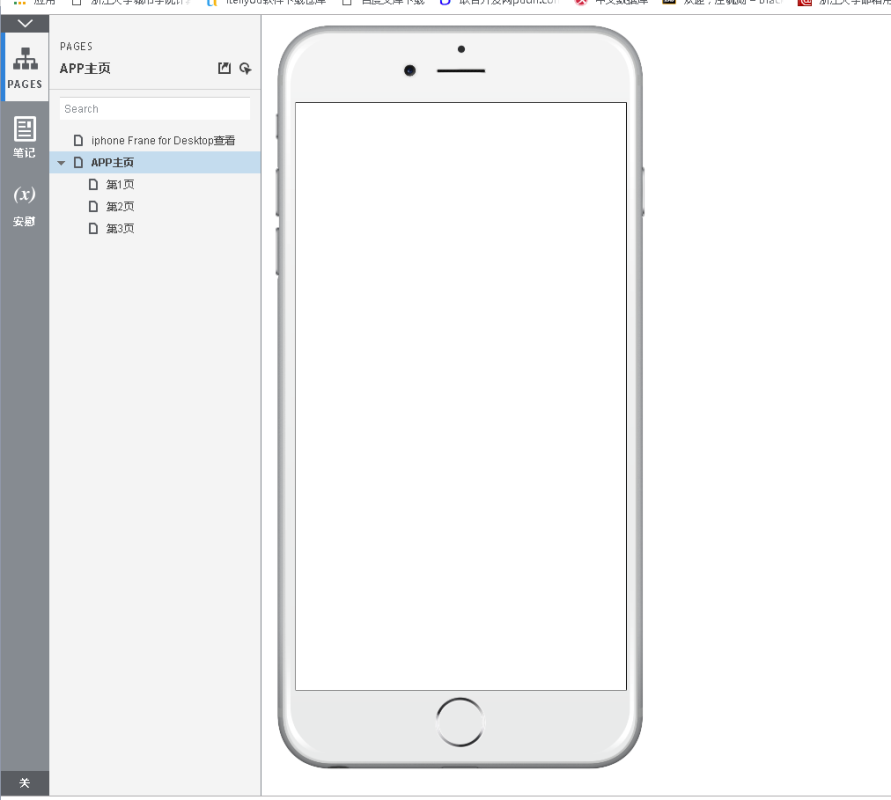 PAGES
APP主页
Search
iphone Frane for Desktop查看
APP主页
第1页
第2页
第3页
PAGES
笔记
(x)
安慰
关